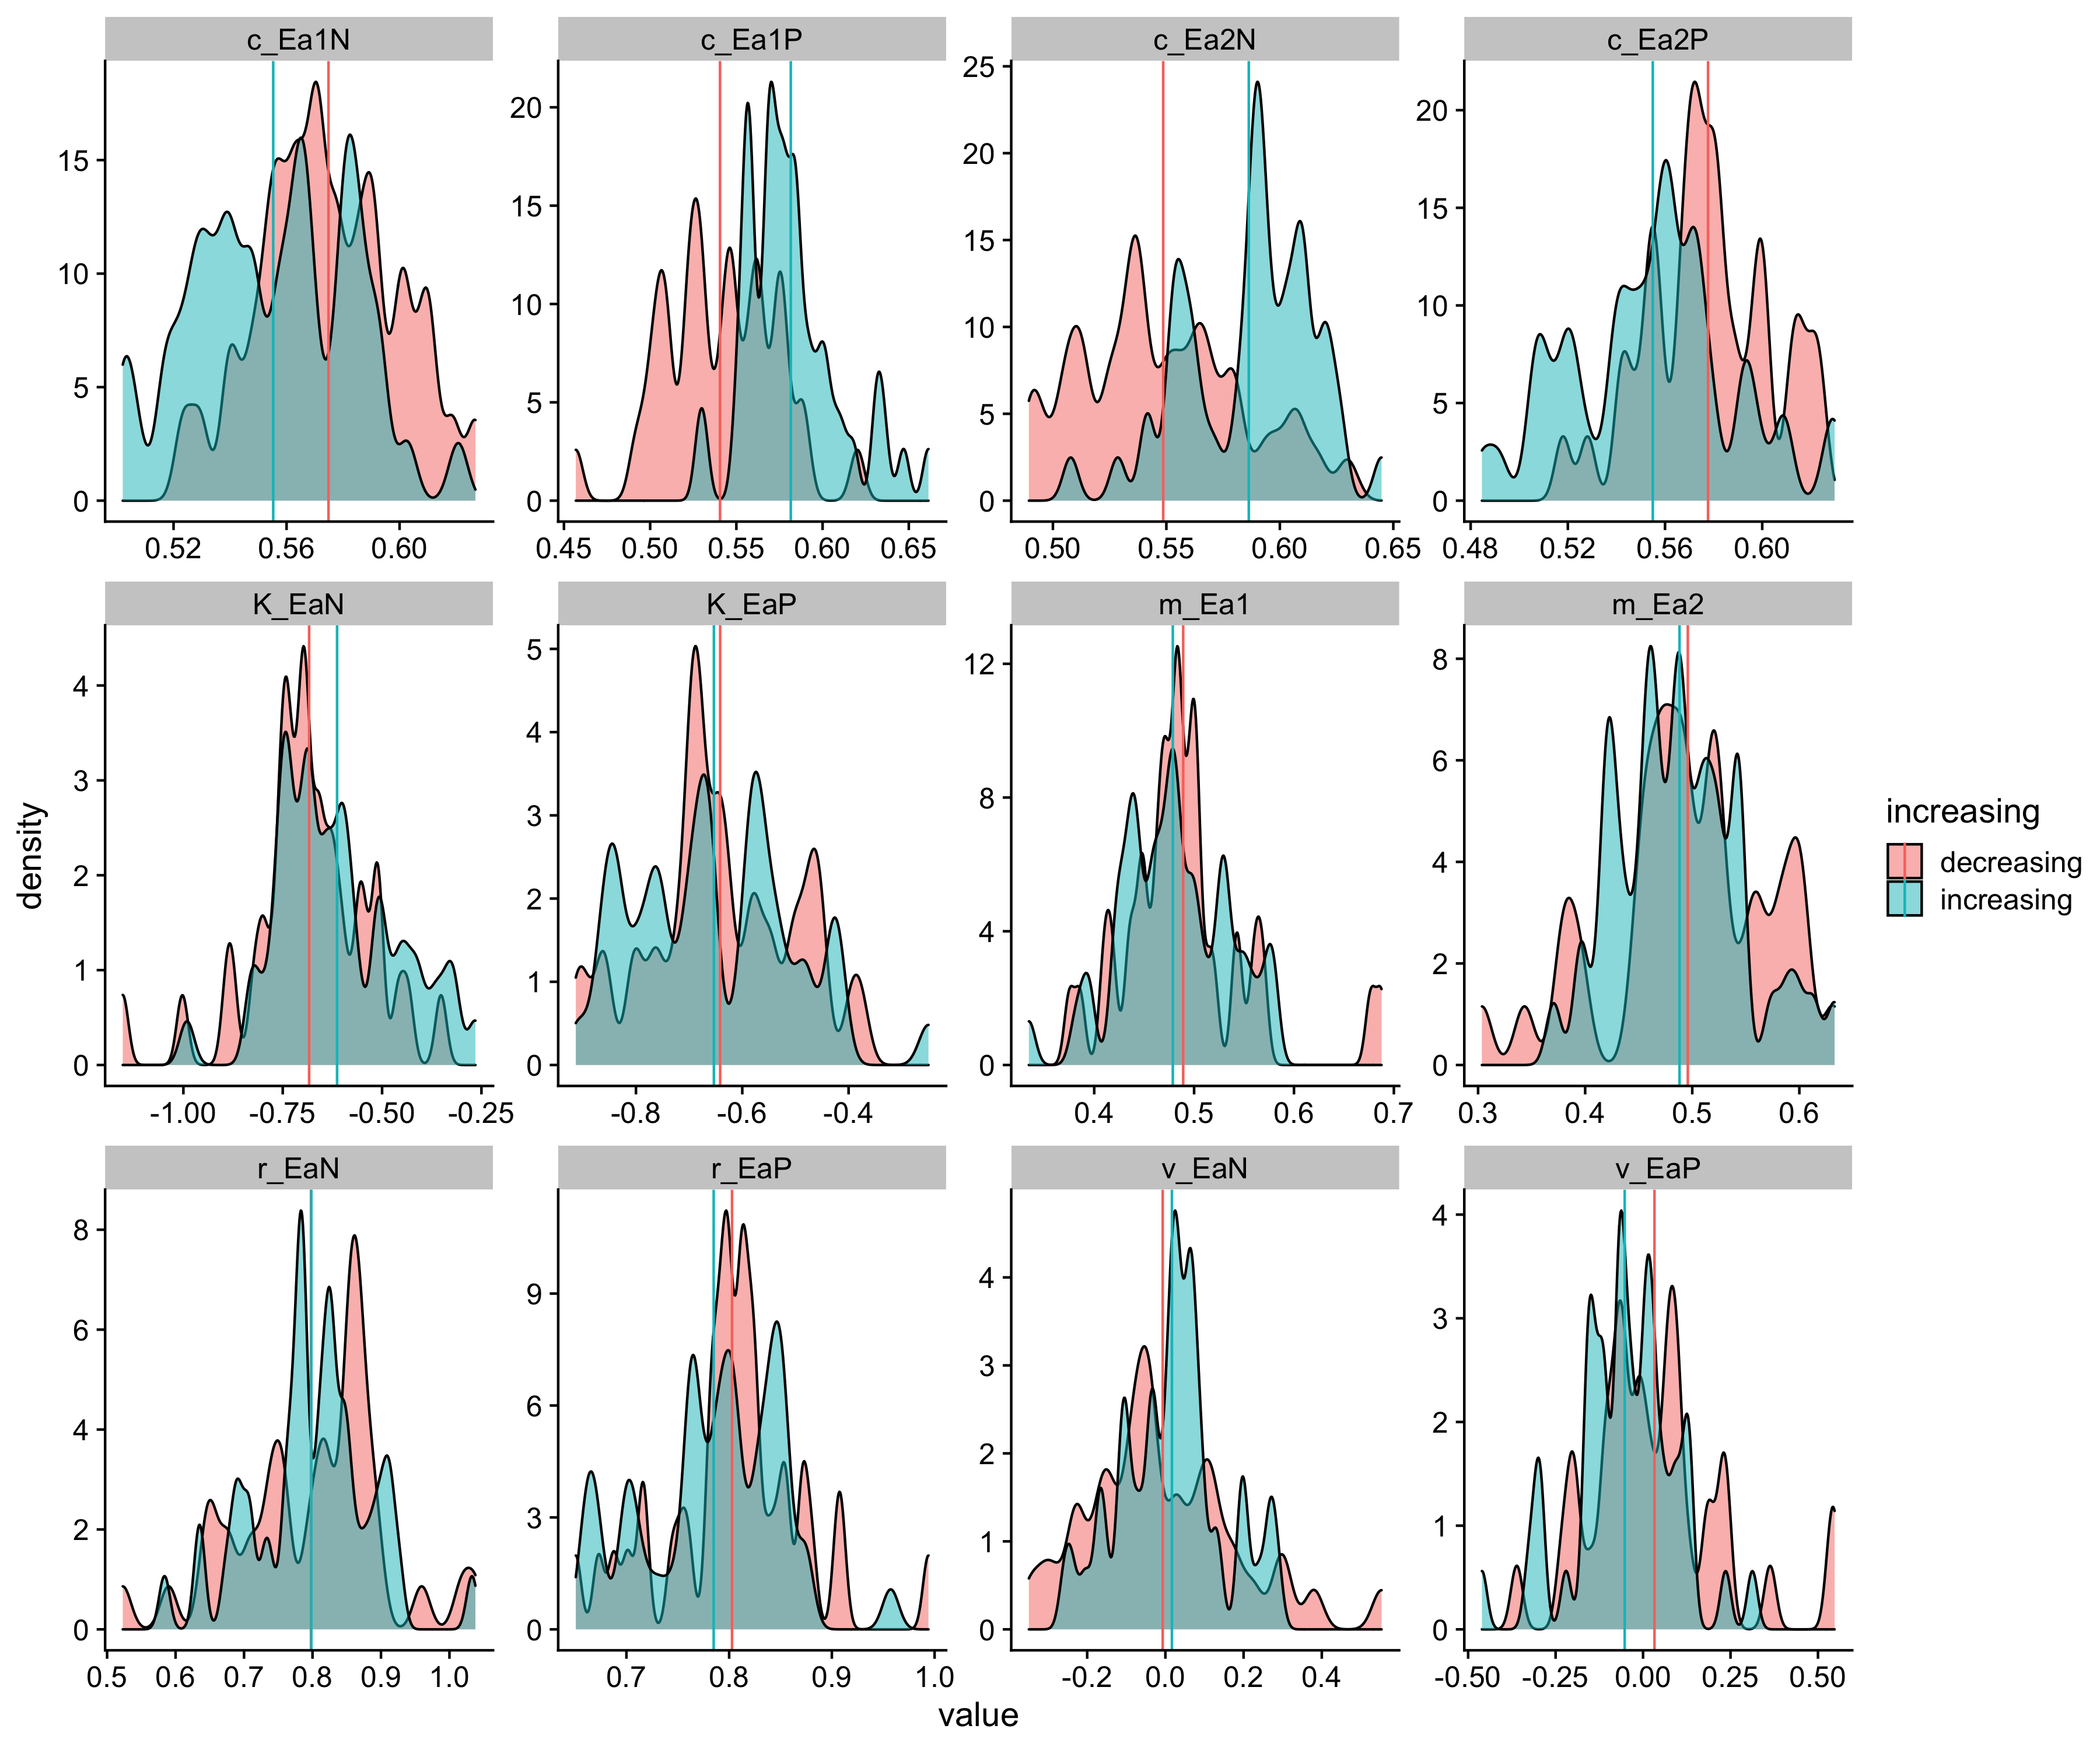 c_Ea1N c_Ea1P c_Ea2N c_Ea2P
25
20
15
10
5
0
20
15
10
5
0
15
10
5
0
20
15
10
5
0
0.52 0.56 0.60
0.45 0.50 0.55 0.60 0.65
0.50 0.55 0.60 0.65
0.48 0.52 0.56 0.60
K_EaN K_EaP m_Ea1 m_Ea2
4
3
2
1
0
5
4
3
2
1
0
12
8
4
0
8
6
4
2
0
-1.00 -0.75 -0.50 -0.25
-0.8 -0.6 -0.4
0.4 0.5 0.6 0.7
0.3 0.4 0.5 0.6
r_EaN r_EaP v_EaN v_EaP
8
6
4
2
0
9
6
3
0
4
3
2
1
0
4
3
2
1
0
0.5 0.6 0.7 0.8 0.9 1.0
0.7 0.8 0.9 1.0
-0.2 0.0 0.2 0.4
-0.50 -0.25 0.00 0.25 0.50
density
value
increasing
decreasing
increasing